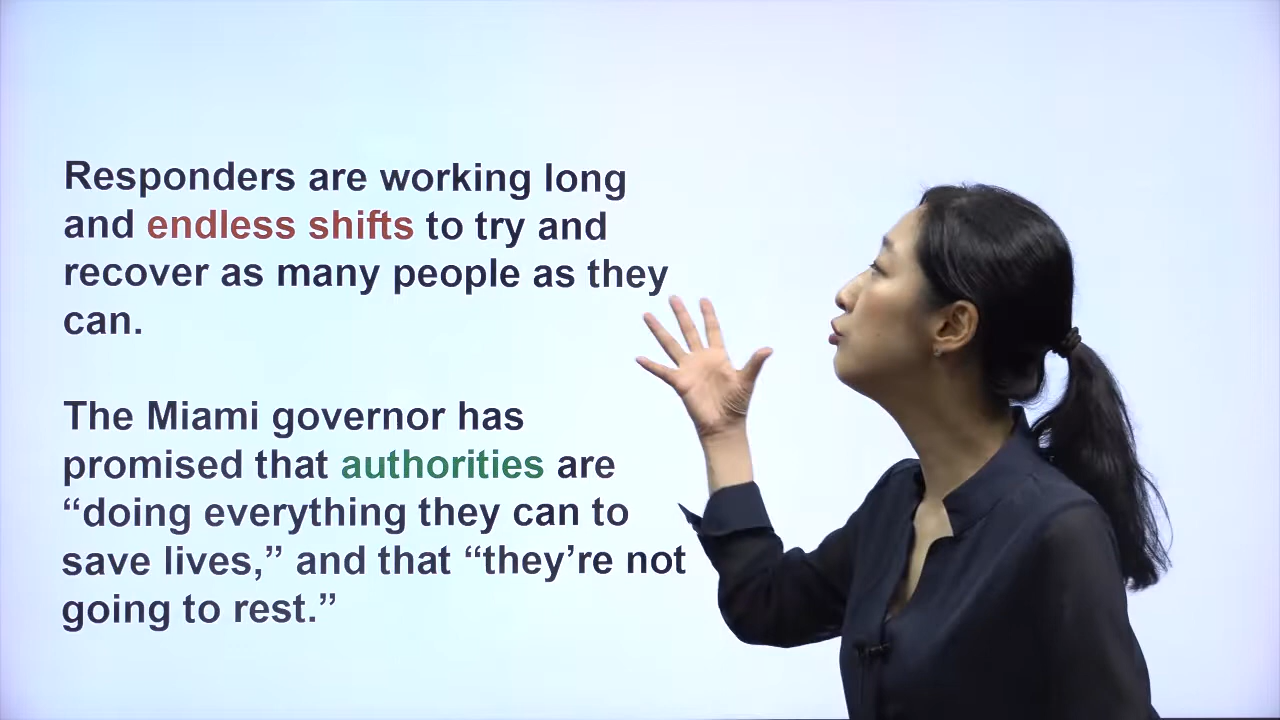 Responders are working long
and endless shifts to try and
recover as many people as they
can.
The Miami governor has
promised that authorities are
“doing everything they can to
save lives,” and that “they’re not
going to rest.”